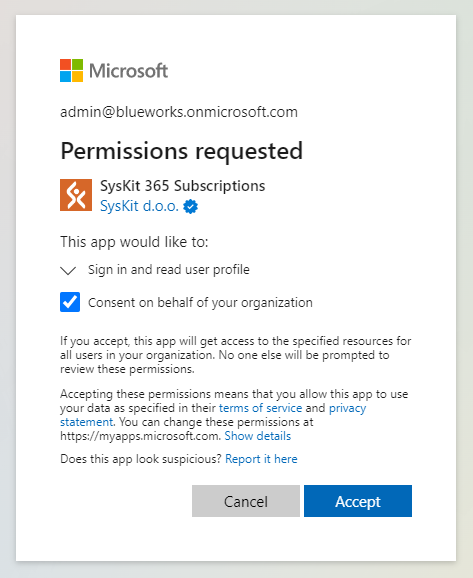 Microsoft
admin@blueworks.onmicrosoft.com
Permissions requested
SysKit 365 Subscriptions
SysKit d.o.o.
This app would like to:
Sign in and read user profile
Consent on behalf of your organization
If you accept, this app will get access to the specified resources for
all users in your organization. No one else will be prompted to
review these permissions.
Accepting these permissions means that you allow this app to use
your data as specified in their terms of service and privacy
statement. You can change these permissions at
https://myapps.microsoft.com. Show details
Does this app look suspicious? Report it here
Cancel Accept